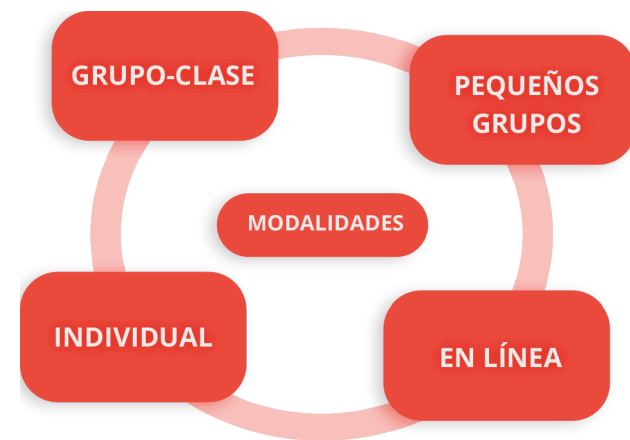 GRUPO-CLASE
PEQUEÑOS
GRUPOS
MODALIDADES
INDIVIDUAL
EN LÍNEA